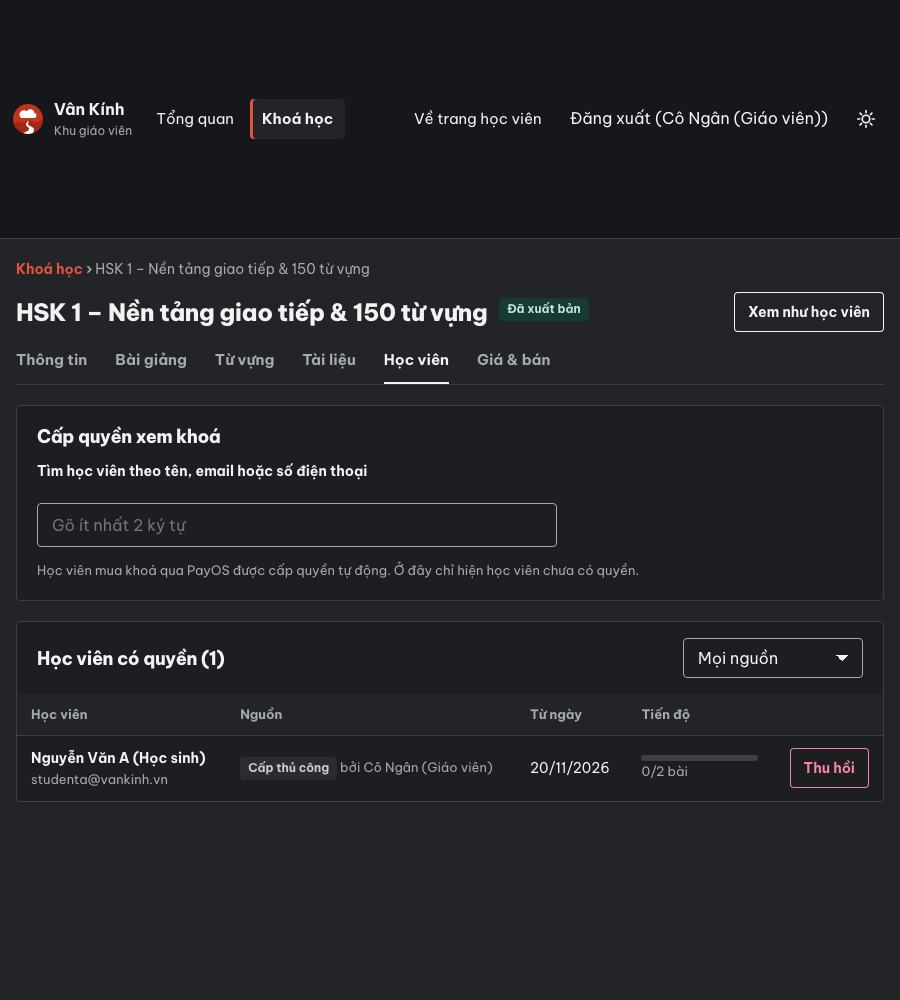 Vân Kính
Khu giáo viên
Tổng quan
Khoá học
Về trang học viên
Đăng xuất (Cô Ngân (Giáo viên))
Khoá học › HSK 1 – Nền tảng giao tiếp & 150 từ vựng
HSK 1 – Nền tảng giao tiếp & 150 từ vựng
Đã xuất bản
Xem như học viên
Thông tin
Bài giảng
Từ vựng
Tài liệu
Học viên
Giá & bán
Cấp quyền xem khoá
Tìm học viên theo tên, email hoặc số điện thoại
Gõ ít nhất 2 ký tự
Học viên mua khoá qua PayOS được cấp quyền tự động. Ở đây chỉ hiện học viên chưa có quyền.
Học viên có quyền (1)
Mọi nguồn
Học viên
Nguồn
Từ ngày
Tiến độ
Nguyễn Văn A (Học sinh)
studenta@vankinh.vn
Cấp thủ công bởi Cô Ngân (Giáo viên)
20/11/2026
0/2 bài
Thu hồi